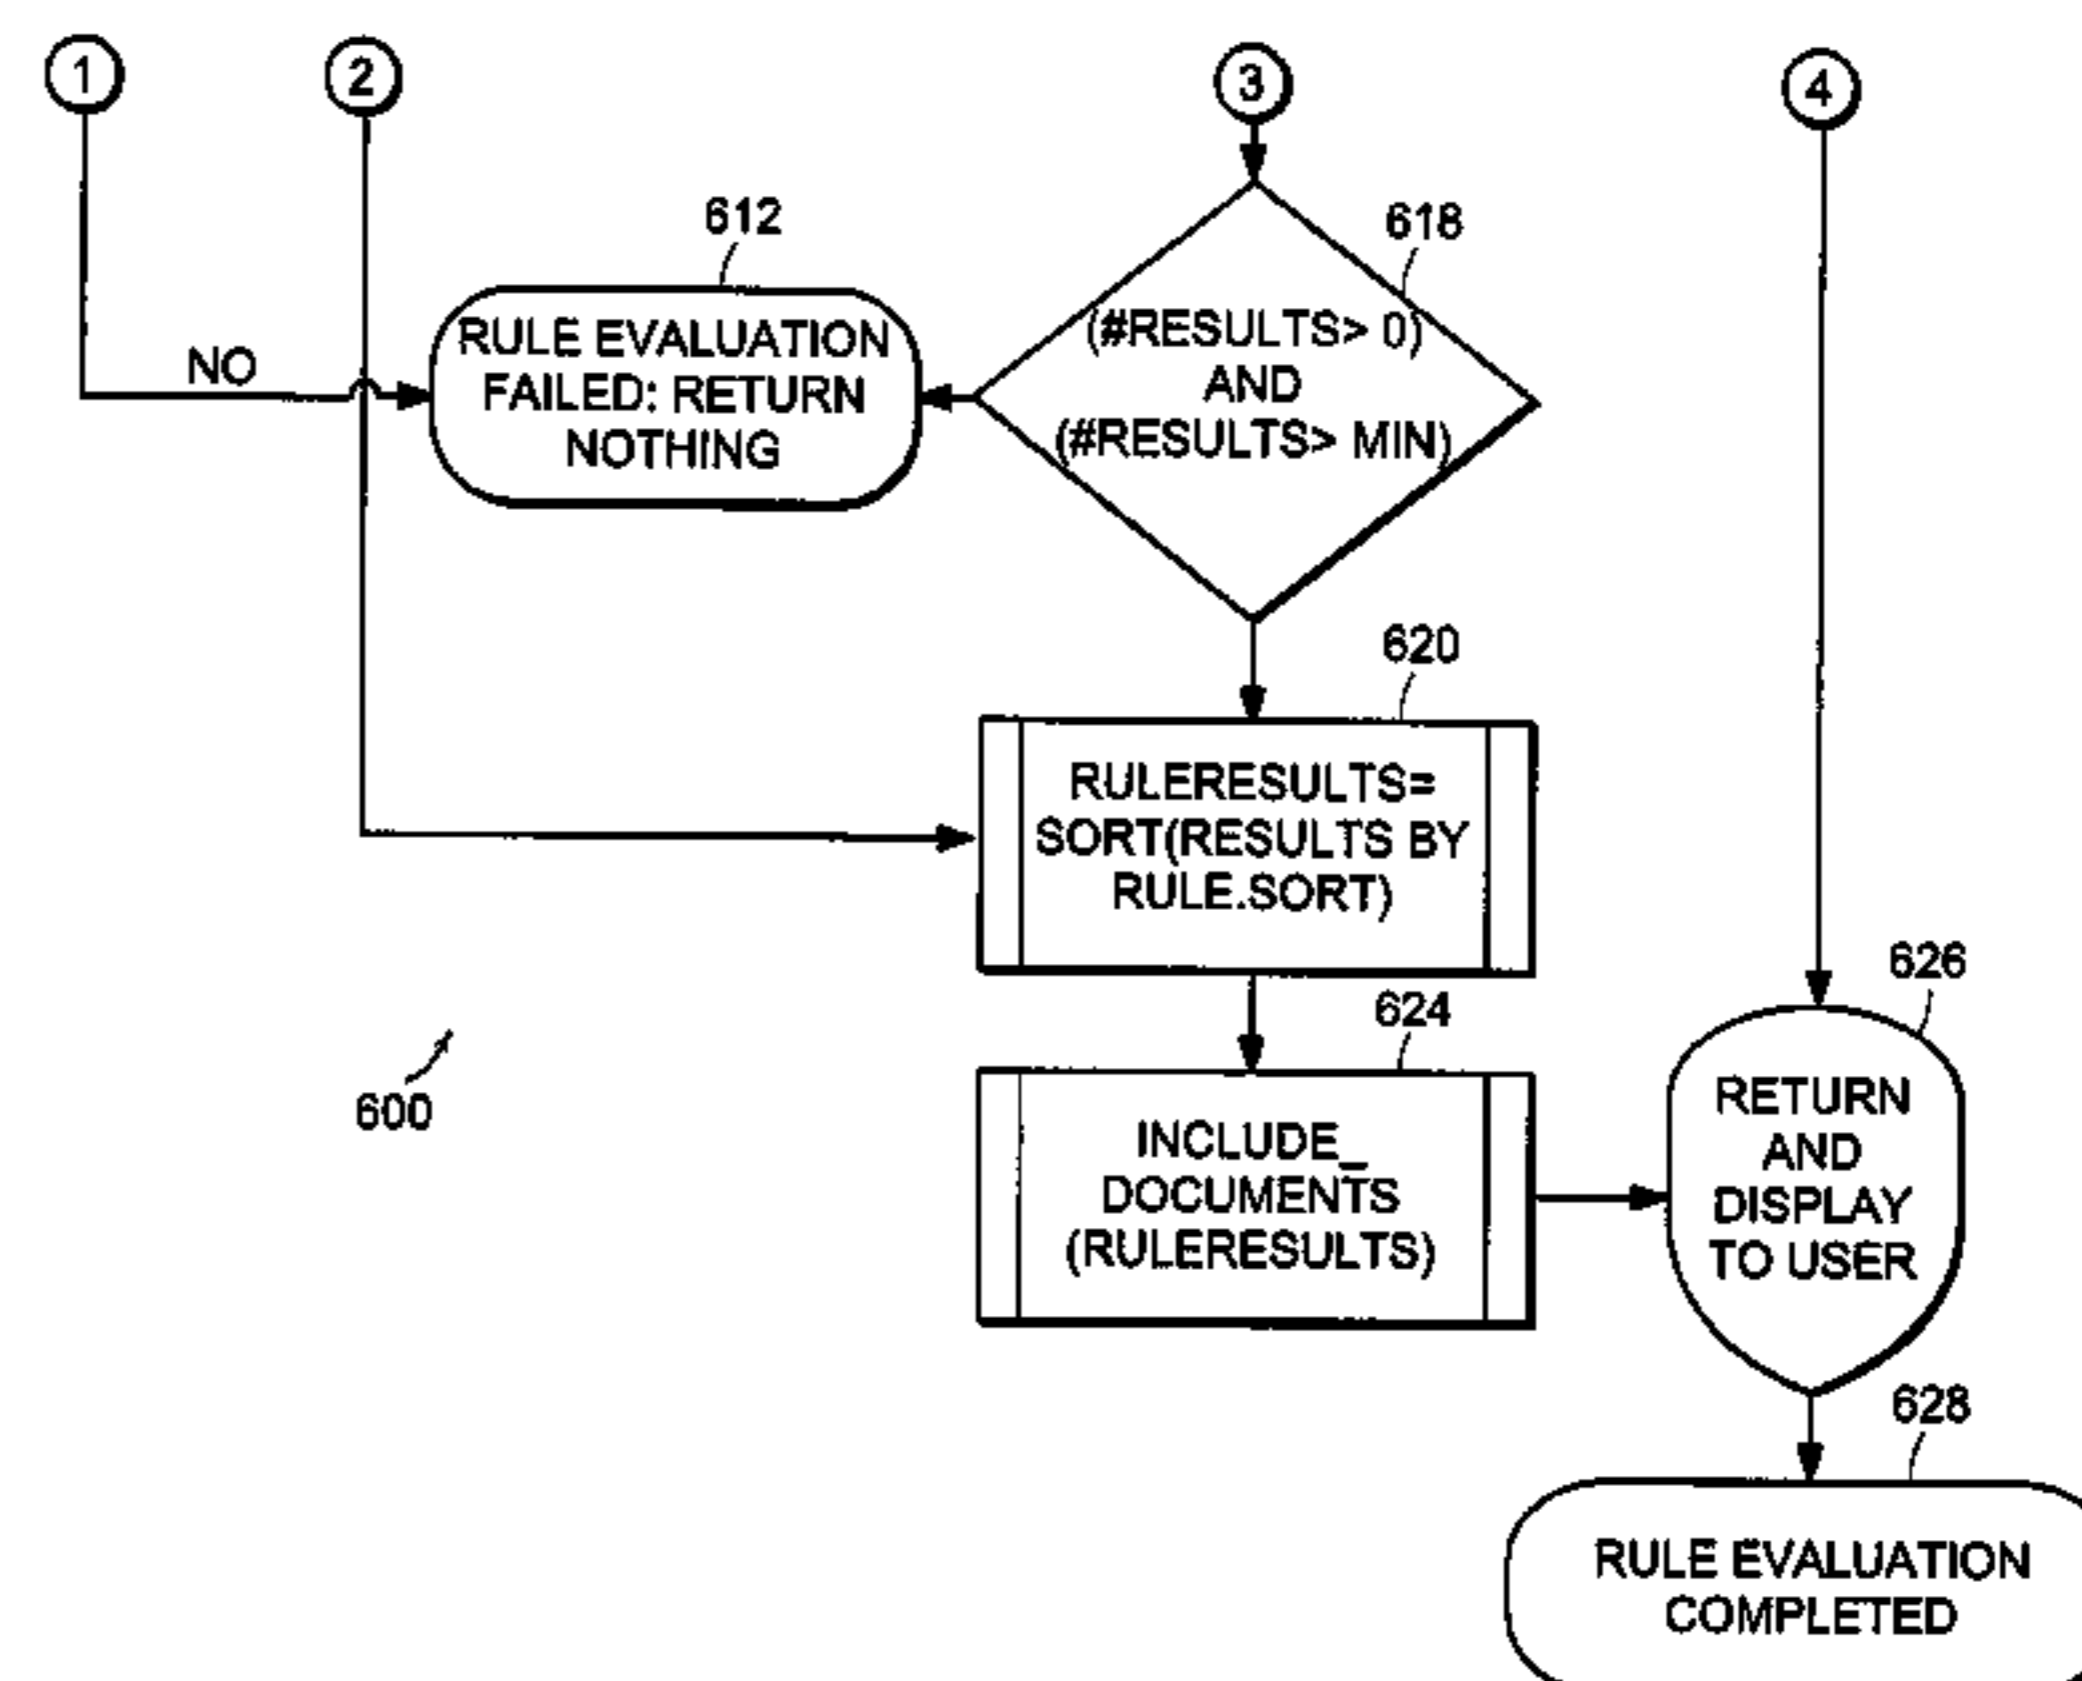 1
2
3
4
612
618
RULE EVALUATION
FAILED: RETURN
NOTHING
NO
(#RESULTS> 0)
AND
(#RESULTS> MIN)
620
RULERESULTS=
SORT(RESULTS BY
RULE.SORT)
624
INCLUDE_
DOCUMENTS
(RULERESULTS)
626
RETURN
AND
DISPLAY
TO USER
600
628
RULE EVALUATION
COMPLETED